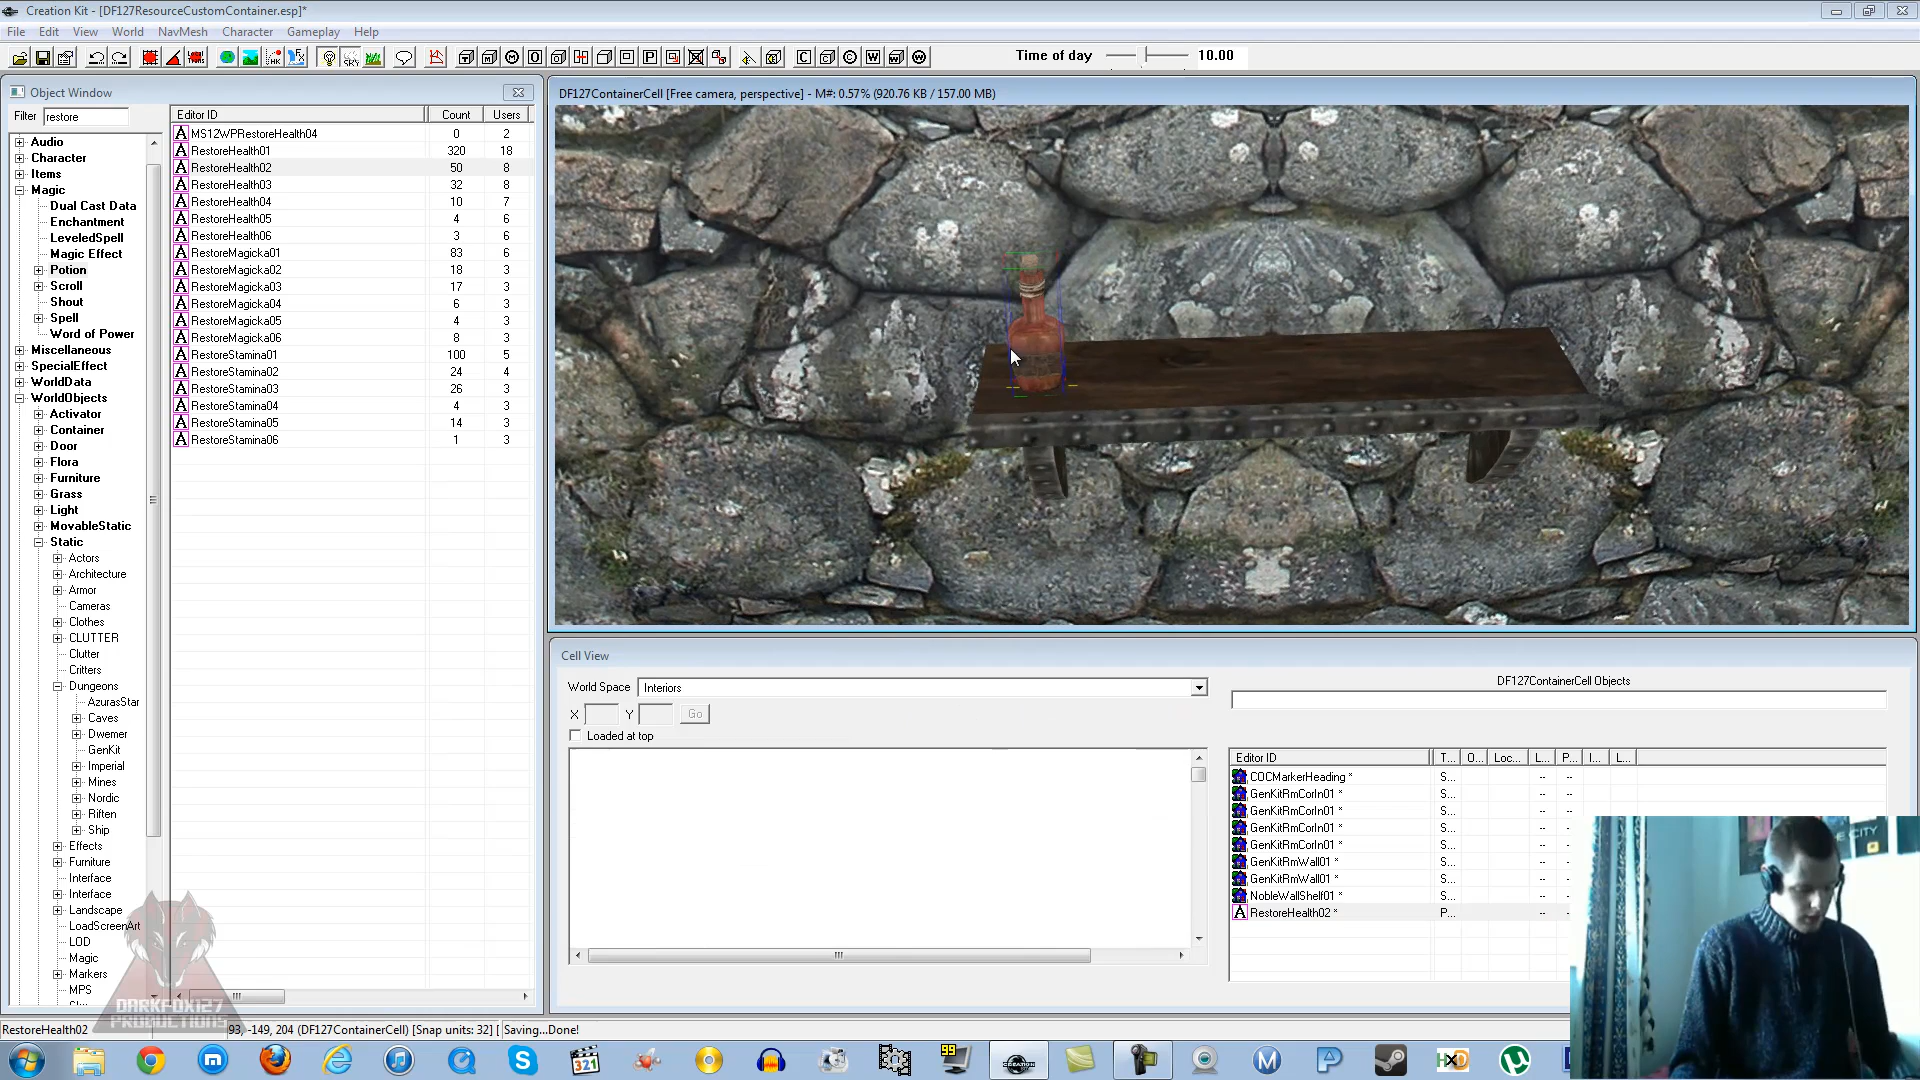 Creation Kit - [DF127ResourceCustomContainer.esp]*
File Edit View World NavMesh Character Gameplay Help
Time of day 10.00
Object Window
Filter restore
Editor ID Count Users
Audio
Character
Items
Magic
Dual Cast Data
Enchantment
LeveledSpell
Magic Effect
Potion
Scroll
Shout
Spell
Word of Power
Miscellaneous
SpecialEffect
WorldData
WorldObjects
Activator
Container
Door
Flora
Furniture
Grass
Light
MovableStatic
Static
Actors
Architecture
Armor
Cameras
Clothes
CLUTTER
Clutter
Critters
Dungeons
AzurasStar
Caves
Dwemer
GenKit
Imperial
Mines
Nordic
Riften
Ship
Effects
Furniture
Interface
Interface
Landscape
LoadScreenArt
LOD
Magic
Markers
MPS
MS12WPRestoreHealth04 0 2
RestoreHealth01 320 18
RestoreHealth02 50 8
RestoreHealth03 32 8
RestoreHealth04 10 7
RestoreHealth05 4 6
RestoreHealth06 3 6
RestoreMagicka01 83 6
RestoreMagicka02 18 3
RestoreMagicka03 17 3
RestoreMagicka04 6 3
RestoreMagicka05 4 3
RestoreMagicka06 8 3
RestoreStamina01 100 5
RestoreStamina02 24 4
RestoreStamina03 26 3
RestoreStamina04 4 3
RestoreStamina05 14 3
RestoreStamina06 1 3
DF127ContainerCell [Free camera, perspective] - M#: 0.57% (920.76 KB / 157.00 MB)
Cell View
World Space Interiors
X Y Go
Loaded at top
DF127ContainerCell Objects
Editor ID T... O... Loc... L... P... I... L...
COCMarkerHeading * S... -- --
GenKitRmCorIn01 * S... -- --
GenKitRmCorIn01 * S... -- --
GenKitRmCorIn01 * S... -- --
GenKitRmCorIn01 * S... --
GenKitRmWall01 * S... --
GenKitRmWall01 * S... --
NobleWallShelf01 * S... --
RestoreHealth02 * P... --
DARKFOX127
PRODUCTIONS
RestoreHealth02 93, -149, 204 (DF127ContainerCell) [Snap units: 32] [ Saving...Done!
CITY
321
99
CREATION
HXD